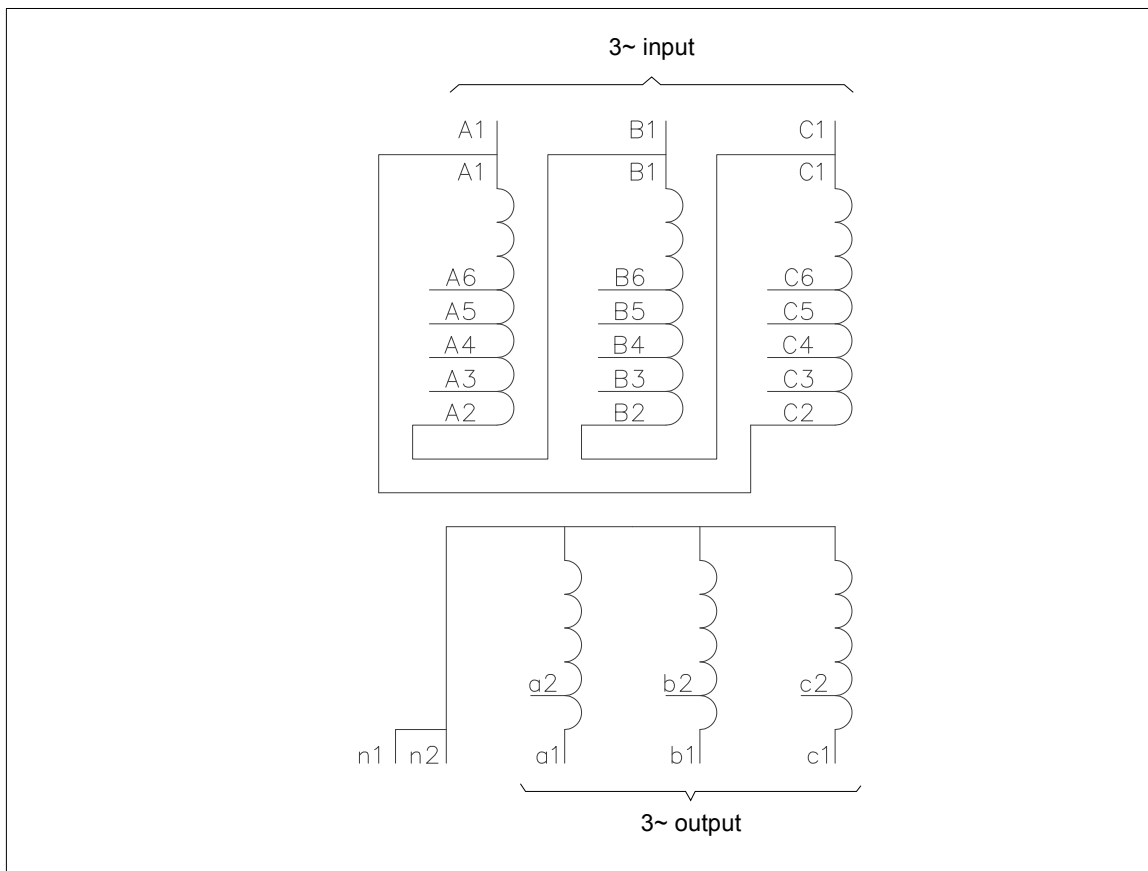 3~ input
A1 B1 C1
A1 B1 C1
A6 B6 C6
A5 B5 C5
A4 B4 C4
A3 B3 C3
A2 B2 C2
a2 b2 c2
n1 n2 a1 b1 c1
3~ output